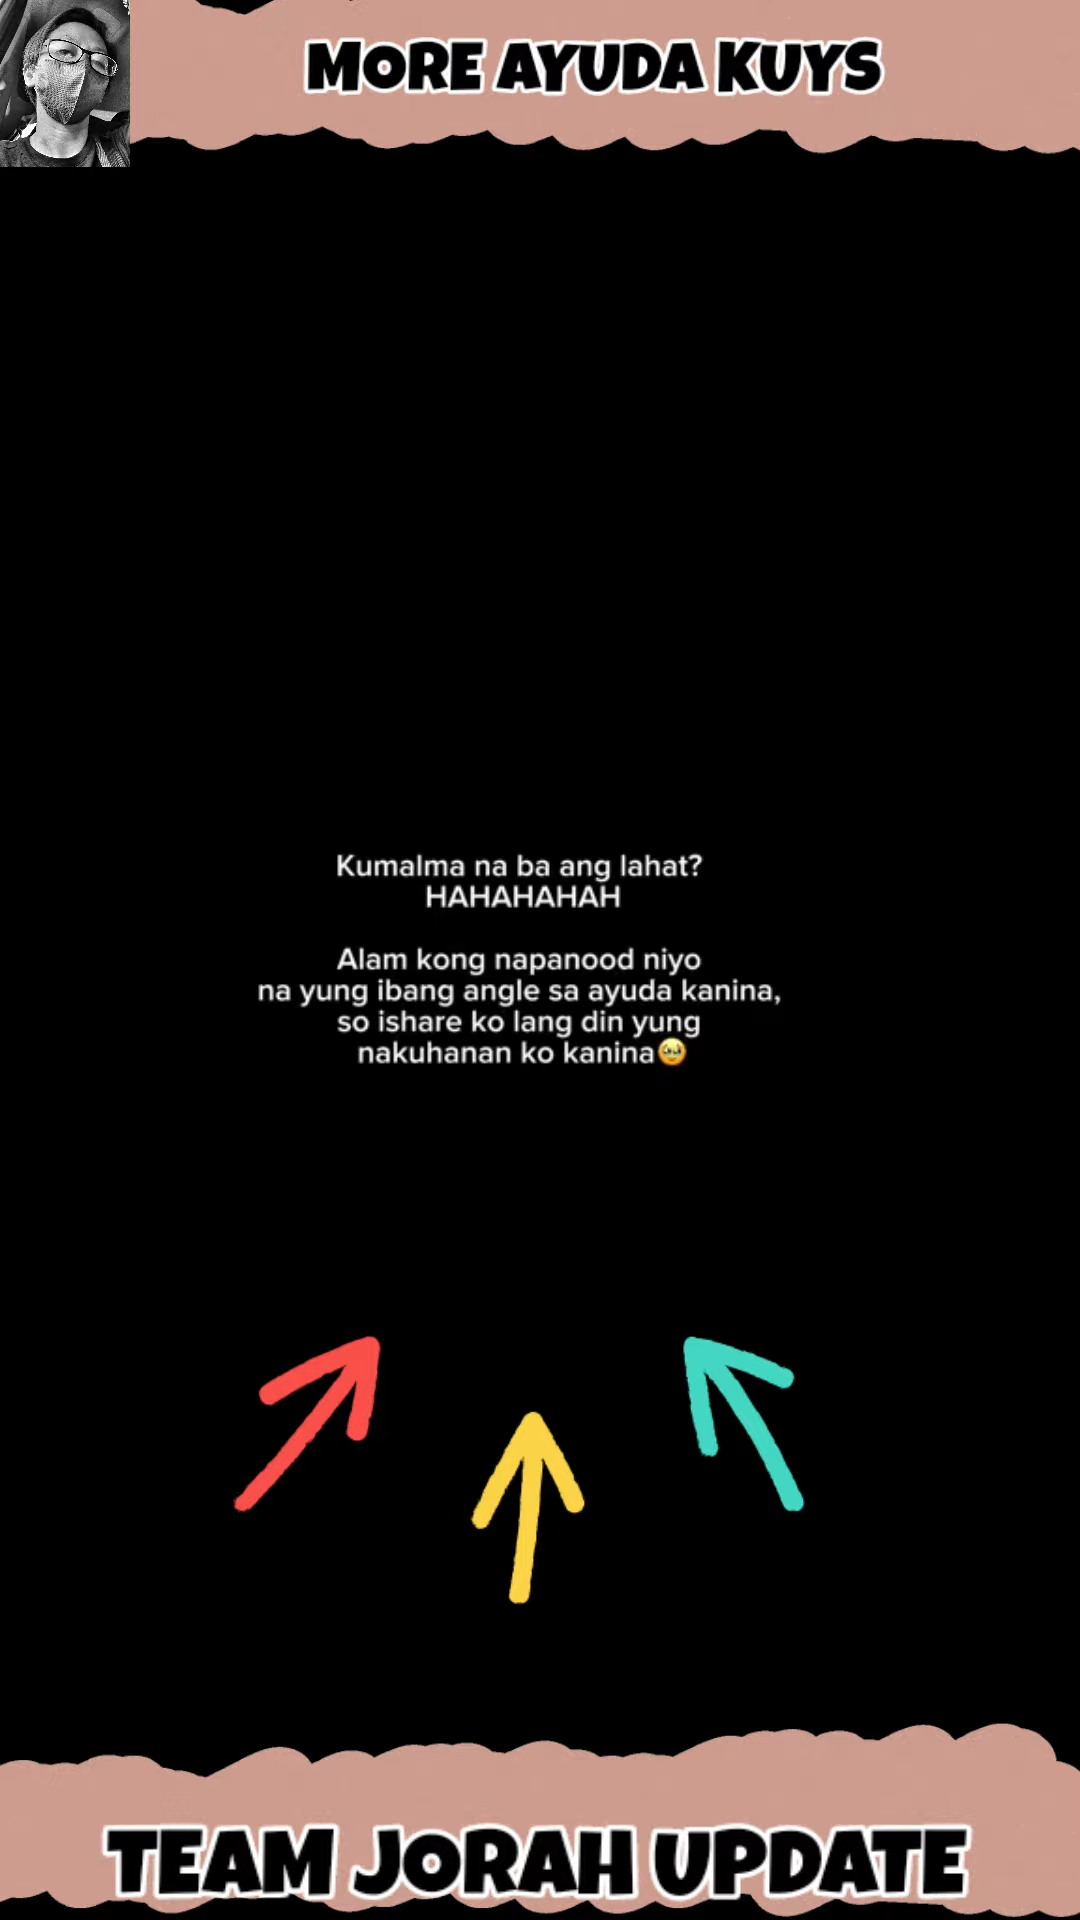 MORE AYUDA KUYS
Kumalma na ba ang lahat?
HAHAHAHAH
Alam kong napanood niyo
na yung ibang angle sa ayuda kanina,
so ishare ko lang din yung
nakuhanan ko kanina🥹
TEAM JORAH UPDATE